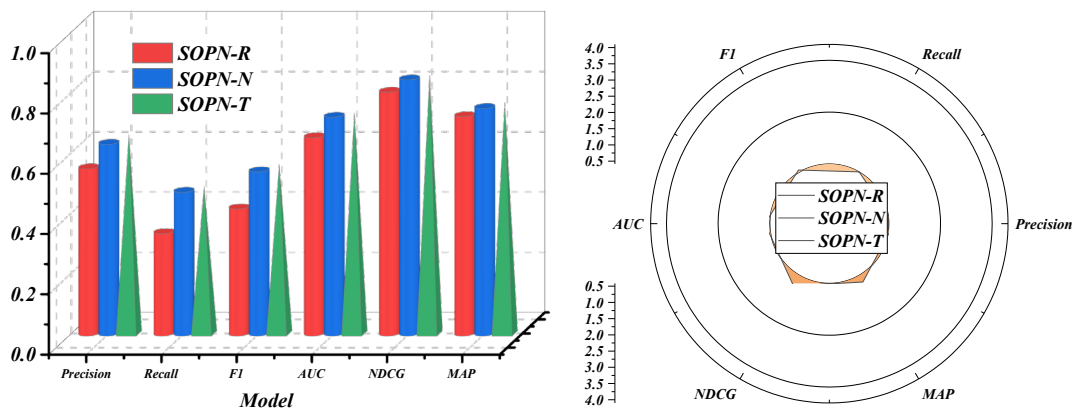 1.0
0.8
0.6
0.4
0.2
0.0
SOPN-R
SOPN-N
SOPN-T
Precision
Recall
F1
AUC
NDCG
MAP
Model
4.0
3.5
3.0
2.5
2.0
1.5
1.0
0.5
0.5
1.0
1.5
2.0
2.5
3.0
3.5
4.0
F1
Recall
AUC
Precision
NDCG
MAP
SOPN-R
SOPN-N
SOPN-T